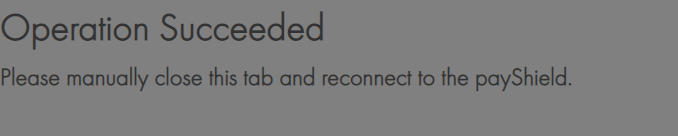 Operation Succeeded
Please manually close this tab and reconnect to the payShield.